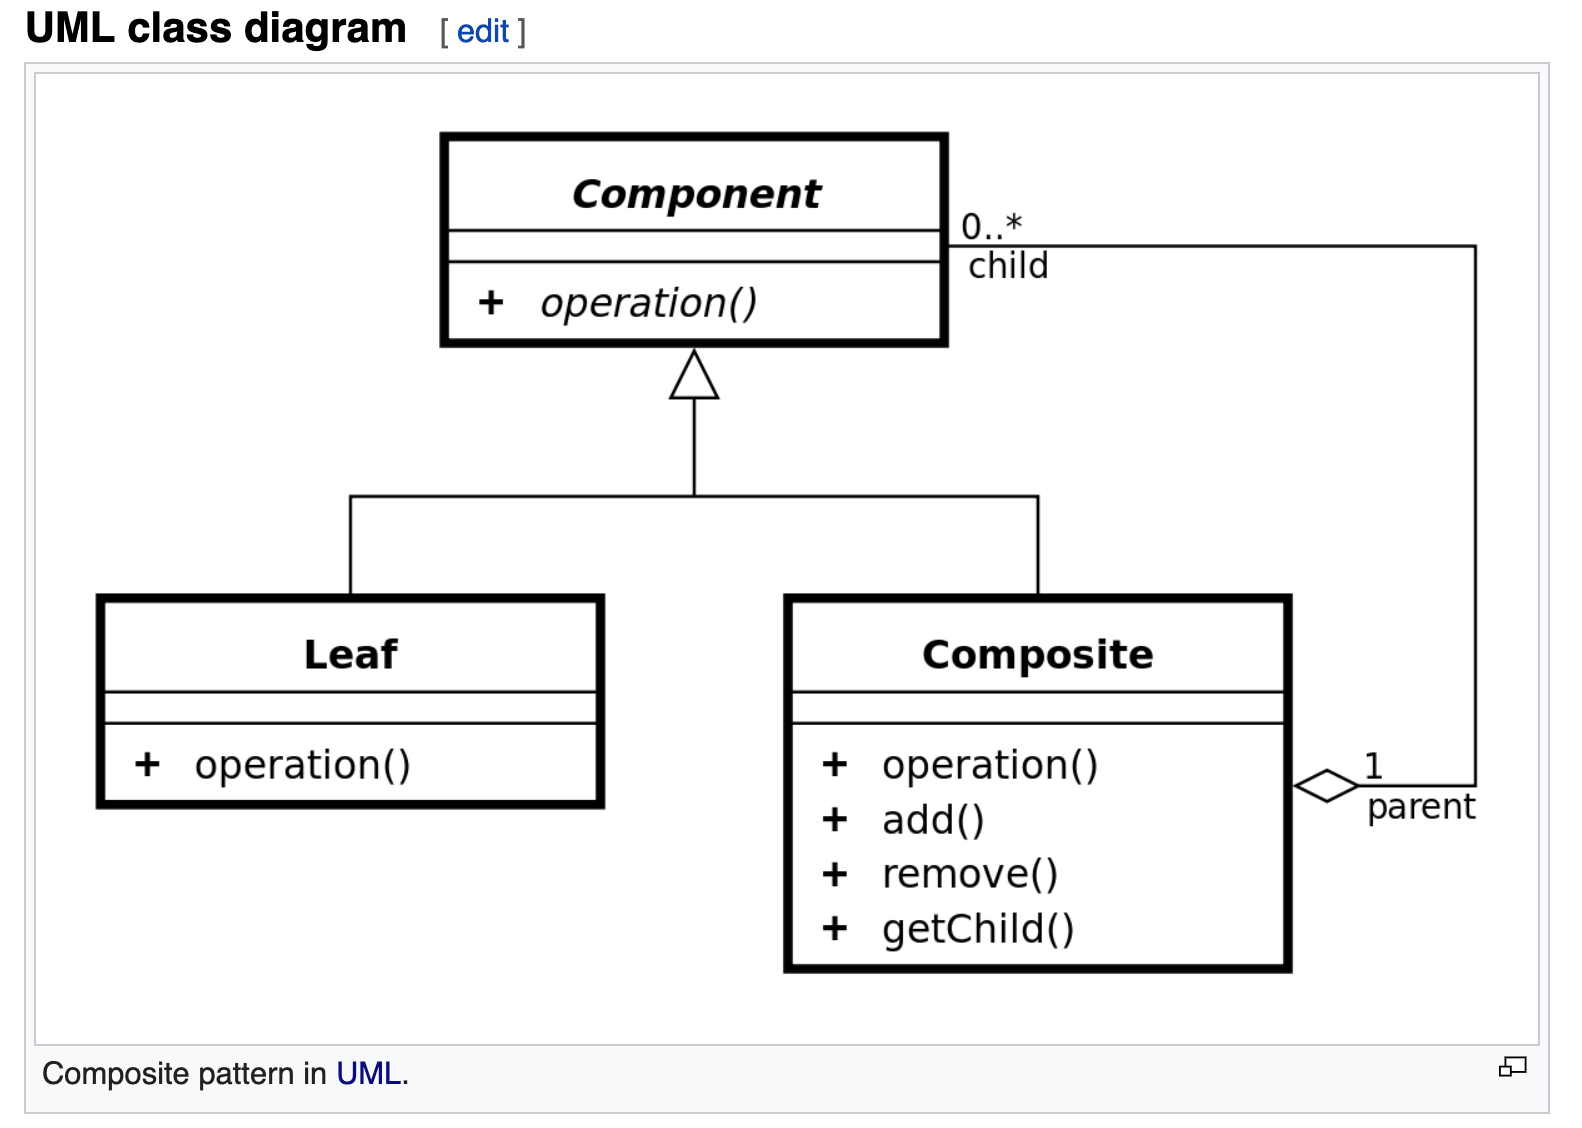 UML class diagram [ edit ]
Component
0..*
child
+ operation()
Leaf
+ operation()
Composite
+ operation()
+ add()
+ remove()
+ getChild()
1
parent
Composite pattern in UML.